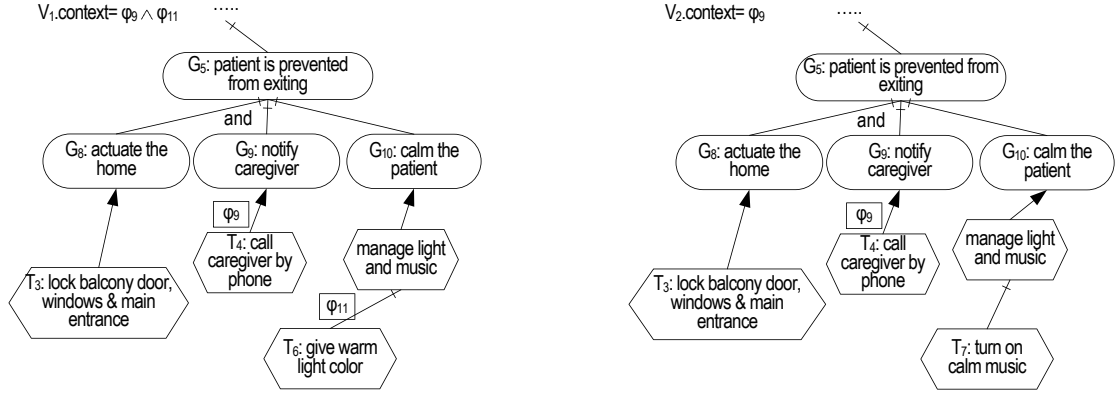 V₁.context= φ₉ ∧ φ₁₁
.....
G₅: patient is prevented
from exiting
and
G₈: actuate the
home
G₉: notify
caregiver
G₁₀: calm the
patient
φ₉
T₄: call
caregiver by
phone
manage light
and music
T₃: lock balcony door,
windows & main
entrance
φ₁₁
T₆: give warm
light color
V₂.context= φ₉
.....
G₅: patient is prevented from
exiting
and
G₈: actuate the
home
G₉: notify
caregiver
G₁₀: calm the
patient
φ₉
T₄: call
caregiver by
phone
manage light
and music
T₃: lock balcony door,
windows & main
entrance
T₇: turn on
calm music